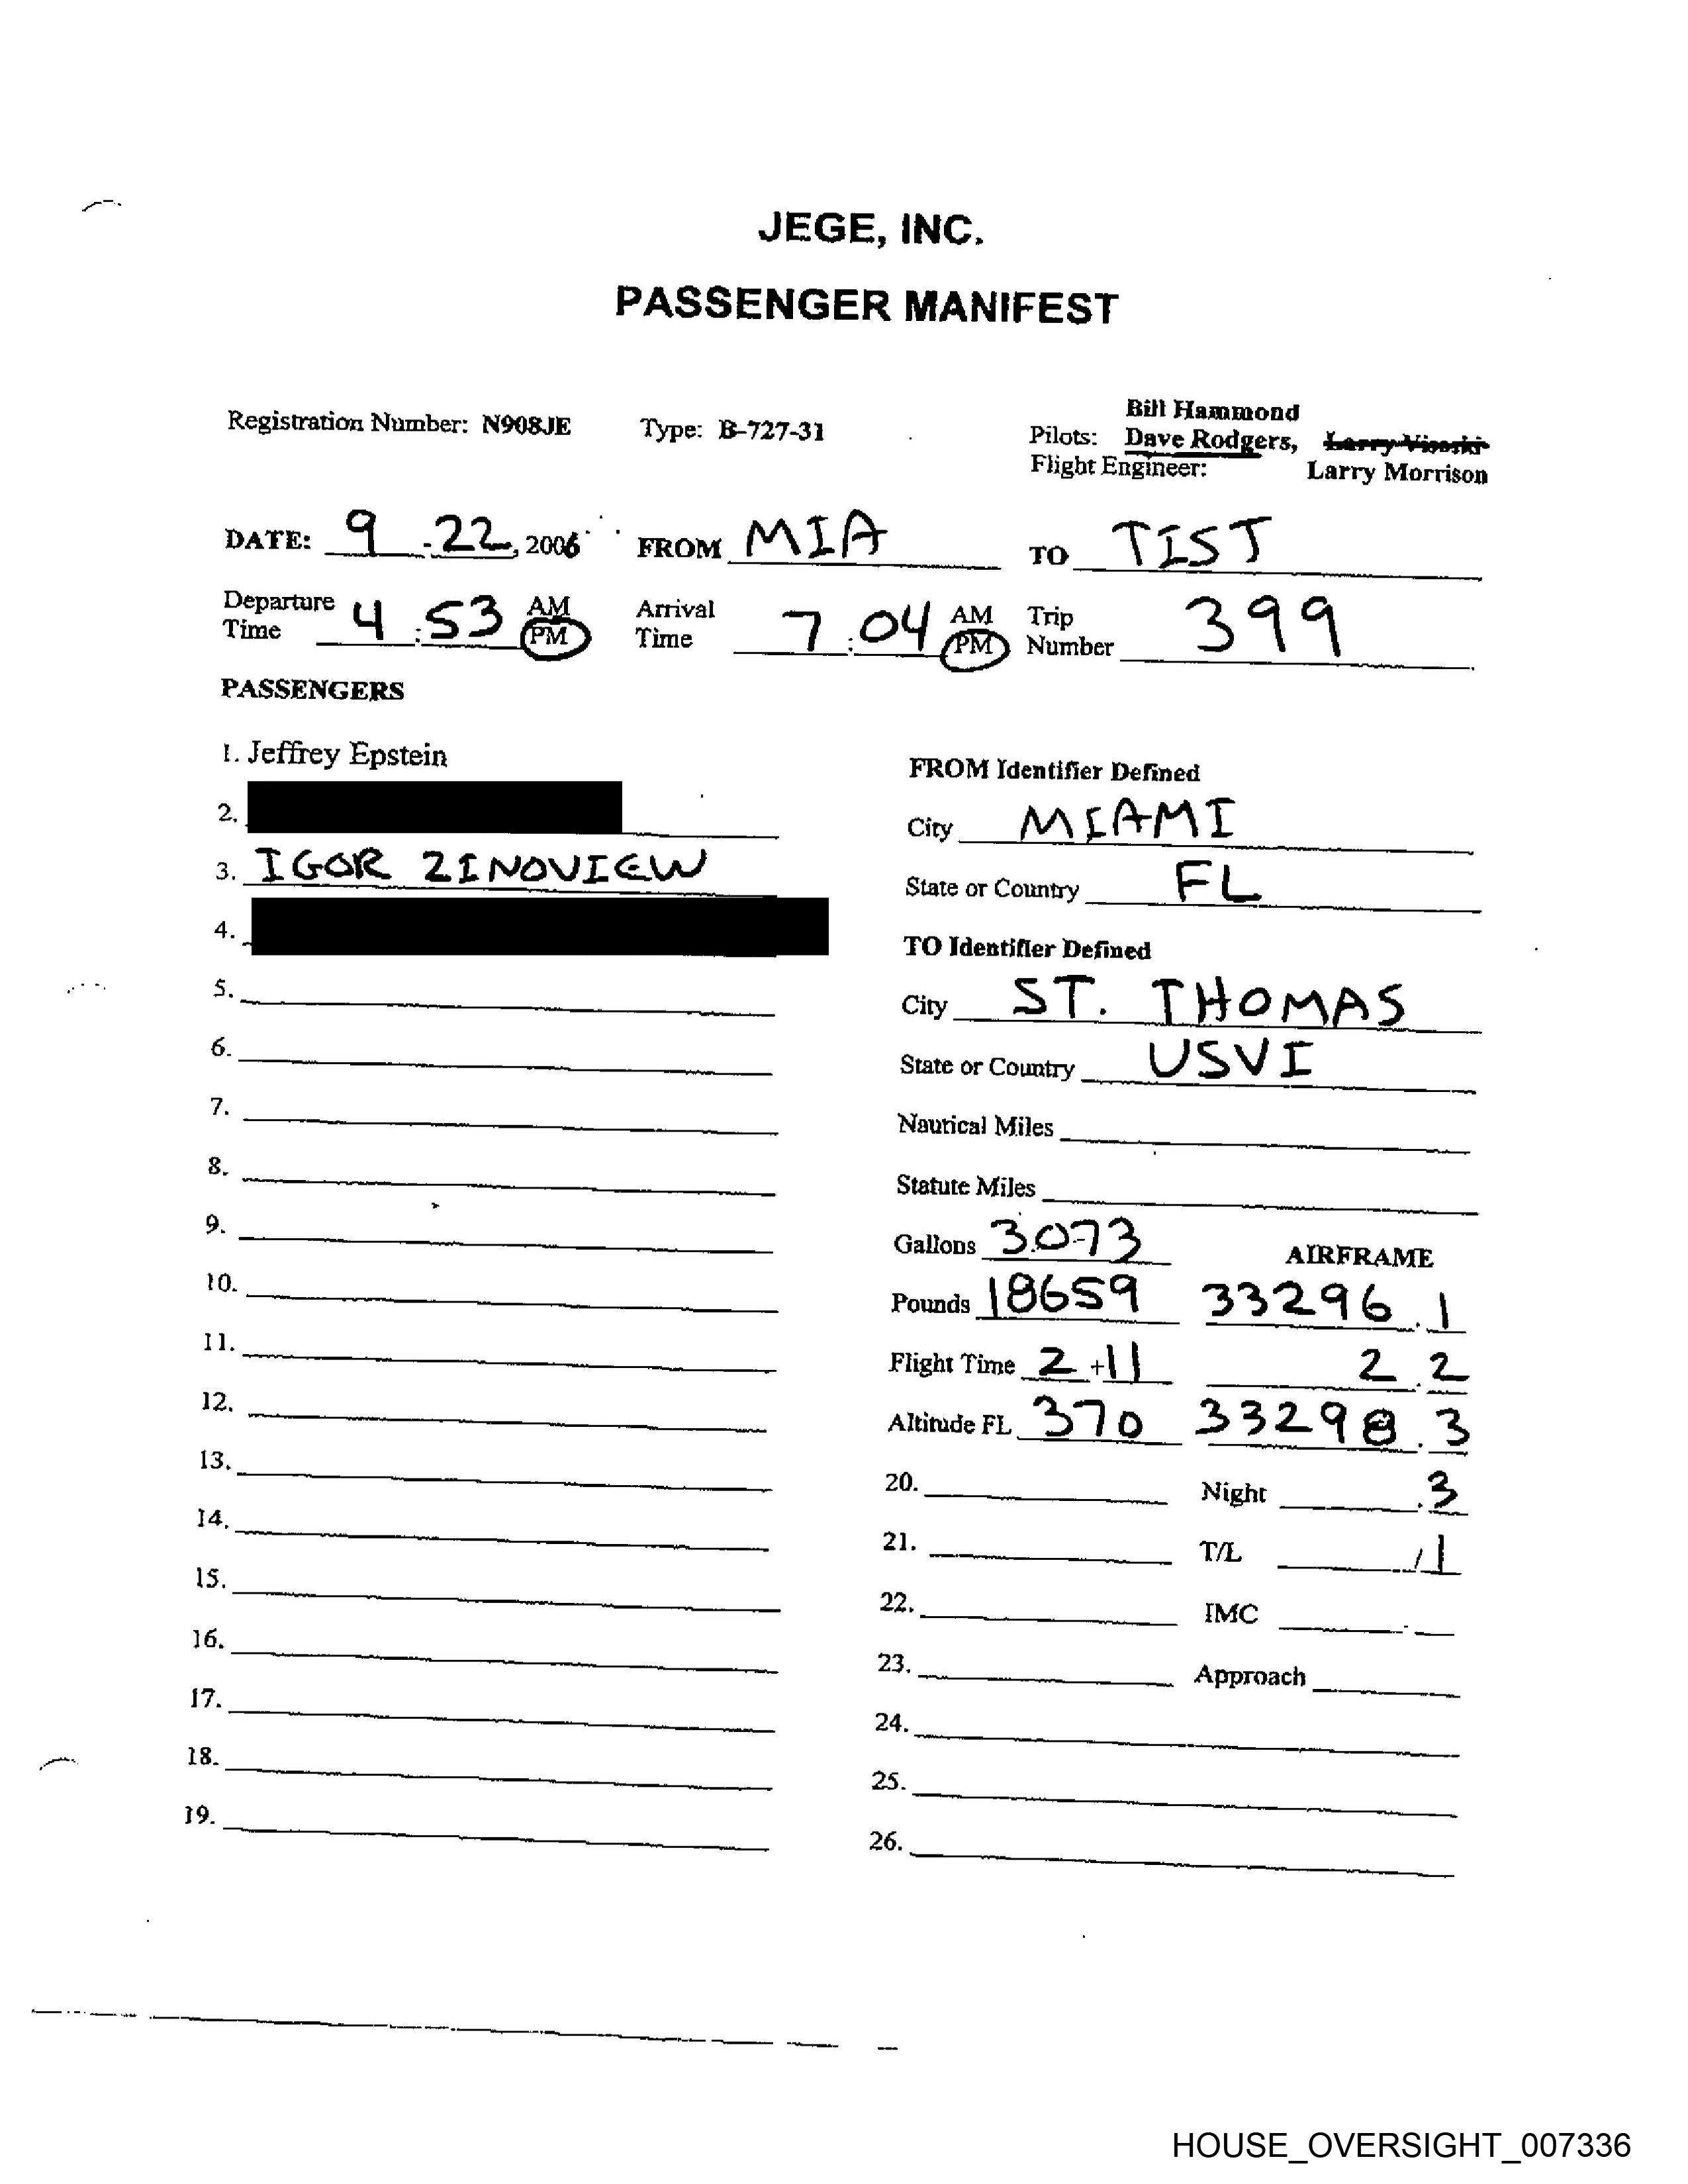 JEGE, INC.
PASSENGER MANIFEST
Bill Hammond
Registration Number: N908JE Type: B-727-31 Pilots: Dave Rodgers, Larry Visoski
Flight Engineer: Larry Morrison
DATE: 9 - 22, 2006 FROM MIA TO TIST
Departure Time 4:53 AM PM Arrival Time 7:04 AM PM Trip Number 399
PASSENGERS
1. Jeffrey Epstein
2.
3. IGOR ZINOVIEW
4.
5.
6.
7.
8.
9.
10.
11.
12.
13.
14.
15.
16.
17.
18.
19.
FROM Identifier Defined
City MIAMI
State or Country FL
TO Identifier Defined
City ST. THOMAS
State or Country USVI
Nautical Miles
Statute Miles
Gallons 3073 AIRFRAME
Pounds 18659 33296.1
Flight Time 2+11 2.2
Altitude FL 370 33298.3
20. Night .3
21. T/L /1
22. IMC
23. Approach
24.
25.
26.
HOUSE_OVERSIGHT_007336